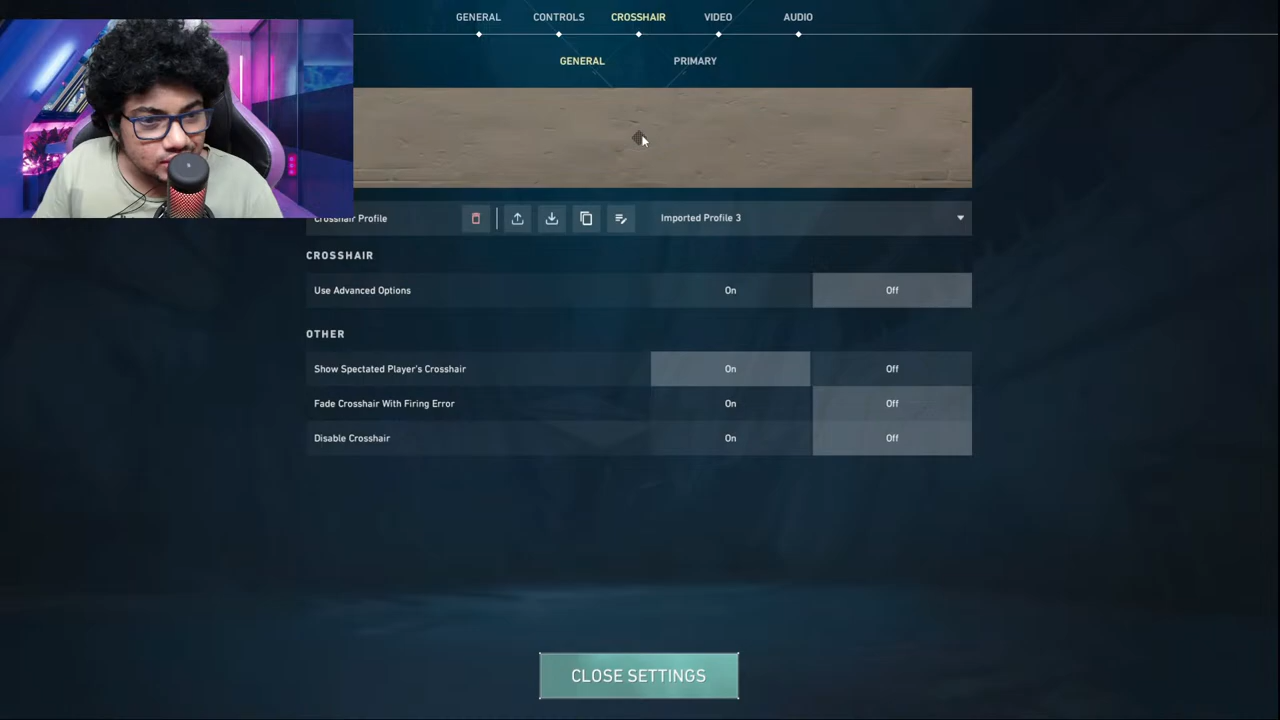 GENERAL
CONTROLS
CROSSHAIR
VIDEO
AUDIO
GENERAL
PRIMARY
Crosshair Profile
Imported Profile 3
CROSSHAIR
Use Advanced Options On Off
OTHER
Show Spectated Player's Crosshair On Off
Fade Crosshair With Firing Error On Off
Disable Crosshair On Off
CLOSE SETTINGS